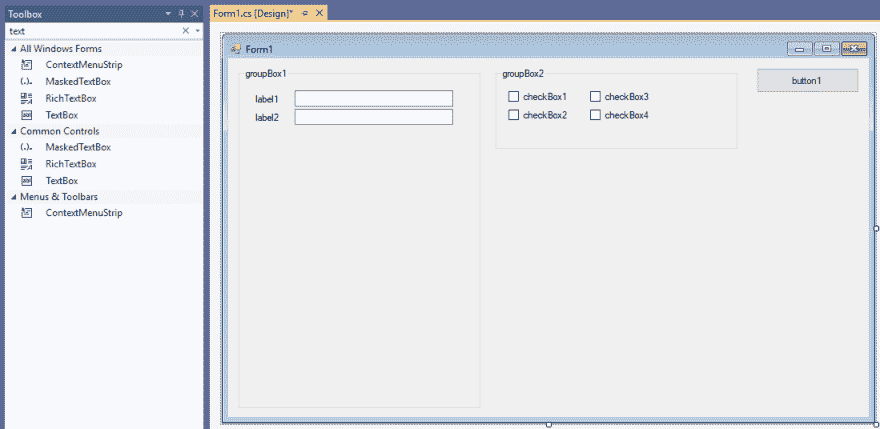 Toolbox
text
All Windows Forms
ContextMenuStrip
MaskedTextBox
RichTextBox
TextBox
Common Controls
MaskedTextBox
RichTextBox
TextBox
Menus & Toolbars
ContextMenuStrip
Form1.cs [Design]*
Form1
groupBox1
label1
label2
groupBox2
checkBox1 checkBox3
checkBox2 checkBox4
button1